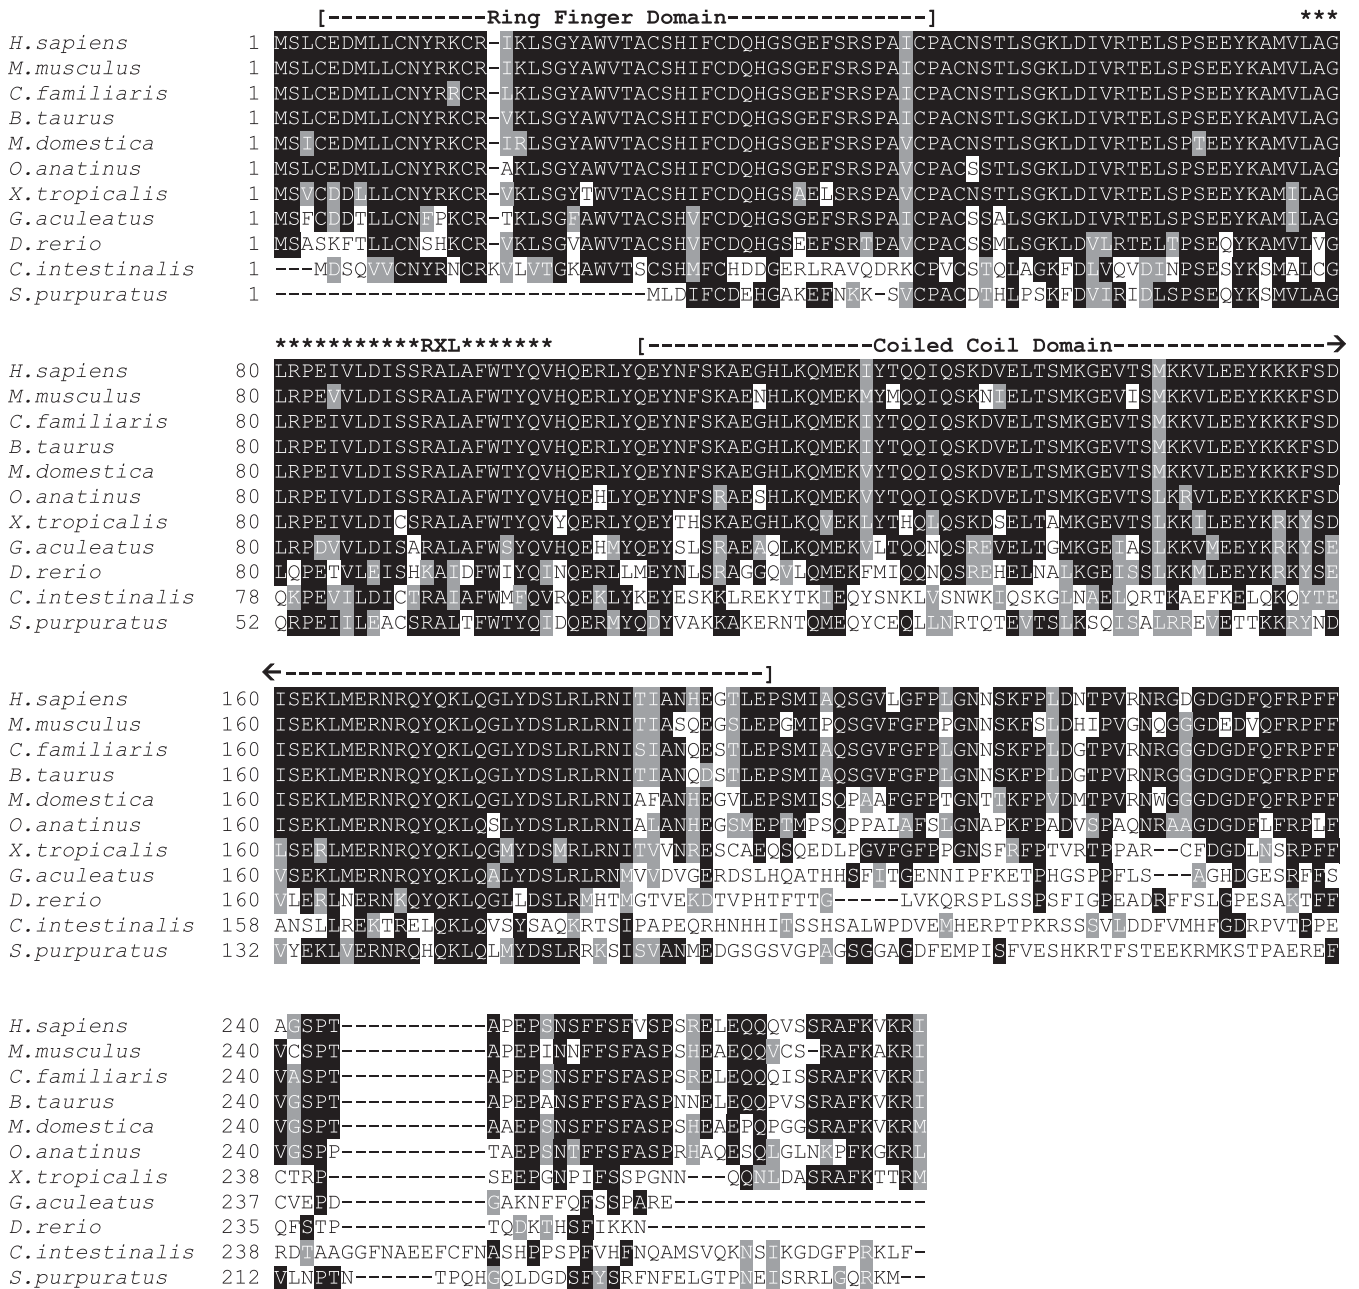 [------------Ring Finger Domain---------------] ***
H.sapiens 1 MSLCEDMLLCNYRKCR-IKLSGYAWVTACSHIFCDQHGSGEFSRSPAICPACNSTLSGKLDIVRTELSPSEEYKAMVLAG
M.musculus 1 MSLCEDMLLCNYRKCR-IKLSGYAWVTACSHIFCDQHGSGEFSRSPAICPACNSTLSGKLDIVRTELSPSEEYKAMVLAG
C.familiaris 1 MSLCEDMLLCNYRRCR-LKLSGYAWVTACSHIFCDQHGSGEFSRSPAICPACNSTLSGKLDIVRTELSPSEEYKAMVLAG
B.taurus 1 MSLCEDMLLCNYRKCR-VKLSGYAWVTACSHIFCDQHGSGEFSRSPAICPACNSTLSGKLDIVRTELSPSEEYKAMVLAG
M.domestica 1 MSICEDMLLCNYRKCR-IRLSGYAWVTACSHIFCDQHGSGEFSRSPAVCPACNSTLSGKLDIVRTELSPTEEYKAMVLAG
O.anatinus 1 MSLCEDMLLCNYRKCR-AKLSGYAWVTACSHIFCDQHGSGEFSRSPAVCPACSSTLSGKLDIVRTELSPSEEYKAMVLAG
X.tropicalis 1 MSVCDDLLLCNYRKCR-VKLSGYTWVTACSHIFCDQHGSAELSRSPAVCPACNSTLSGKLDIVRTELSPSEEYKAMILAG
G.aculeatus 1 MSFCDDTLLCNFPKCR-TKLSGFAWVTACSHVFCDQHGSGEFSRSPAICPACSSALSGKLDIVRTELSPSEEYKAMILAG
D.rerio 1 MSASKFTLLCNSHKCR-VKLSGVAWVTACSHVFCDQHGSEEFSRTPAVCPACSSMLSGKLDVLRTELTPSEQYKAMVLVG
C.intestinalis 1 ---MDSQVVCNYRNCRKVLVTGKAWVTSCSHMFCHDDGERLRAVQDRKCPVCSTQLAGKFDLVQVDINPSESYKSMALCG
S.purpuratus 1 ----------------------------MLDIFCDEHGAKEFNKK-SVCPACDTHLPSKFDVIRIDLSPSEQYKSMVLAG
***********RXL******* [-----------------Coiled Coil Domain----------------→
H.sapiens 80 LRPEIVLDISSRALAFWTYQVHQERLYQEYNFSKAEGHLKQMEKIYTQQIQSKDVELTSMKGEVTSMKKVLEEYKKKFSD
M.musculus 80 LRPEVVLDISSRALAFWTYQVHQERLYQEYNFSKAENHLKQMEKMYMQQIQSKNIELTSMKGEVISMKKVLEEYKKKFSD
C.familiaris 80 LRPEIVLDISSRALAFWTYQVHQERLYQEYNFSKAEGHLKQMEKIYTQQIQSKDVELTSMKGEVTSMKKVLEEYKKKFSD
B.taurus 80 LRPEIVLDISSRALAFWTYQVHQERLYQEYNFSKAEGHLKQMEKIYTQQIQSKDVELTSMKGEVTSMKKVLEEYKKKFSD
M.domestica 80 LRPEIVLDISSRALAFWTYQVHQERLYQEYNFSKAEGHLKQMEKVYTQQIQSKDVELTSMKGEVTSMKKVLEEYKKKFSD
O.anatinus 80 LRPEIVLDISSRALAFWTYQVHQEHLYQEYNFSRAESHLKQMEKVYTQQIQSKDVELTSMKGEVTSLKRVLEEYKKKFSD
X.tropicalis 80 LRPEIVLDICSRALAFWTYQVYQERLYQEYTHSKAEGHLKQVEKLYTHQLQSKDSELTAMKGEVTSLKKILEEYKRKYSD
G.aculeatus 80 LRPDVVLDISARALAFWSYQVHQEHMYQEYSLSRAEAQLKQMEKVLTQQNQSREVELTGMKGEIASLKKVMEEYKRKYSE
D.rerio 80 LQPETVLEISHKAIDFWIYQINQERLLMEYNLSRAGGQVLQMEKFMIQQNQSREHELNALKGEISSLKKMLEEYKRKYSE
C.intestinalis 78 QKPEVILDICTRAIAFWMFQVRQEKLYKEYESKKLREKYTKIEQYSNKLVSNWKIQSKGLNAELQRTKAEFKELQKQYTE
S.purpuratus 52 QRPEIILEACSRALTFWTYQIDQERMYQDYVAKKAKERNTQMEQYCEQLLNRTQTEVTSLKSQISALRREVETTKKRYND
←------------------------------------]
H.sapiens 160 ISEKLMERNRQYQKLQGLYDSLRLRNITIANHEGTLEPSMIAQSGVLGFPLGNNSKFPLDNTPVRNRGDGDGDFQFRPFF
M.musculus 160 ISEKLMERNRQYQKLQGLYDSLRLRNITIASQEGSLEPGMIPQSGVFGFPPGNNSKFSLDHIPVGNQGGGDEDVQFRPFF
C.familiaris 160 ISEKLMERNRQYQKLQGLYDSLRLRNISIANQESTLEPSMIAQSGVFGFPLGNNSKFPLDGTPVRNRGGGDGDFQFRPFF
B.taurus 160 ISEKLMERNRQYQKLQGLYDSLRLRNITIANQDSTLEPSMIAQSGVFGFPLGNNSKFPLDGTPVRNRGGGDGDFQFRPFF
M.domestica 160 ISEKLMERNRQYQKLQGLYDSLRLRNIAFANHEGVLEPSMISQPAAFGFPTGNTTKFPVDMTPVRNWGGGDGDFQFRPFF
O.anatinus 160 ISEKLMERNRQYQKLQSLYDSLRLRNIALANHEGSMEPTMPSQPPALAFSLGNAPKFPADVSPAQNRAAGDGDFLFRPLF
X.tropicalis 160 LSERLMERNRQYQKLQGMYDSMRLRNITVVNRESCAEQSQEDLPGVFGFPPGNSFRFPTVRTPPAR--CFDGDLNSRPFF
G.aculeatus 160 VSEKLMERNRQYQKLQALYDSLRLRNMVVDVGERDSLHQATHHSFITGENNIPFKETPHGSPPFLS---AGHDGESRFFS
D.rerio 160 VLERLNERNKQYQKLQGLLDSLRMHTMGTVEKDTVPHTFTTG-----LVKQRSPLSSPSFIGPEADRFFSLGPESAKTFF
C.intestinalis 158 ANSLLREKTRELQKLQVSYSAQKRTSIPAPEQRHNHHITSSHSALWPDVEMHERPTPKRSSSVLDDFVMHFGDRPVTPPE
S.purpuratus 132 VYEKLVERNRQHQKLQLMYDSLRRKSISVANMEDGSGSVGPAGSGGAGDFEMPISFVESHKRTFSTEEKRMKSTPAEREF
H.sapiens 240 AGSPT-----------APEPSNSFFSFVSPSRELEQQQVSSRAFKVKRI
M.musculus 240 VCSPT-----------APEPINNFFSFASPSHEAEQQVCS-RAFKAKRI
C.familiaris 240 VASPT-----------APEPSNSFFSFASPSRELEQQQISSRAFKVKRI
B.taurus 240 VGSPT-----------APEPANSFFSFASPNNELEQQPVSSRAFKVKRI
M.domestica 240 VGSPT-----------AAEPSNSFFSFASPSHEAEPQPGGSRAFKVKRM
O.anatinus 240 VGSPP-----------TAEPSNTFFSFASPRHAQESQLGLNKPFKGKRL
X.tropicalis 238 CTRP------------SEEPGNPIFSSPGNN---QQNLDASRAFKTTRM
G.aculeatus 237 CVEPD-----------GAKNFFQFSSPARE-------------------
D.rerio 235 QFSTP-----------TQDKTHSFIKKN---------------------
C.intestinalis 238 RDTAAGGFNAEEFCFNASHPPSPFVHFNQAMSVQKNSIKGDGFPRKLF-
S.purpuratus 212 VLNPTN------TPQHGQLDGDSFYSRFNFELGTPNEISRRLGQRKM--